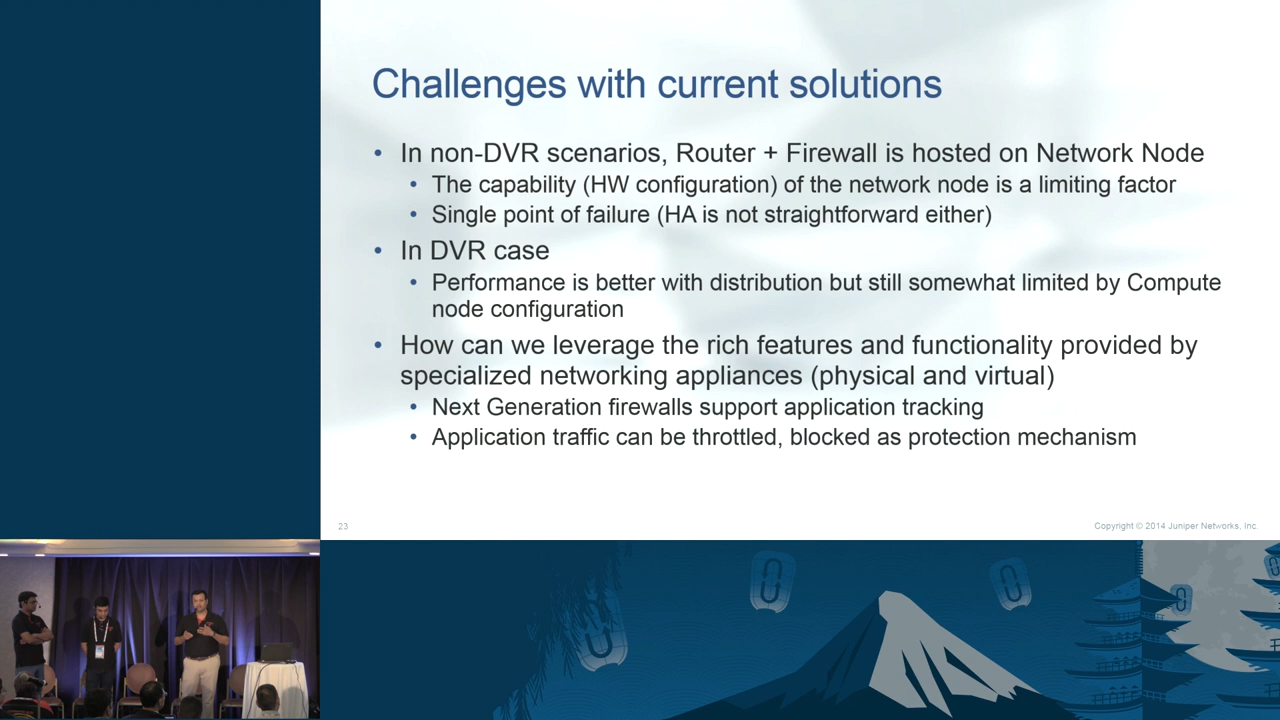 Challenges with current solutions
• In non-DVR scenarios, Router + Firewall is hosted on Network Node
• The capability (HW configuration) of the network node is a limiting factor
• Single point of failure (HA is not straightforward either)
• In DVR case
• Performance is better with distribution but still somewhat limited by Compute
node configuration
• How can we leverage the rich features and functionality provided by
specialized networking appliances (physical and virtual)
• Next Generation firewalls support application tracking
• Application traffic can be throttled, blocked as protection mechanism
23
Copyright © 2014 Juniper Networks, Inc.